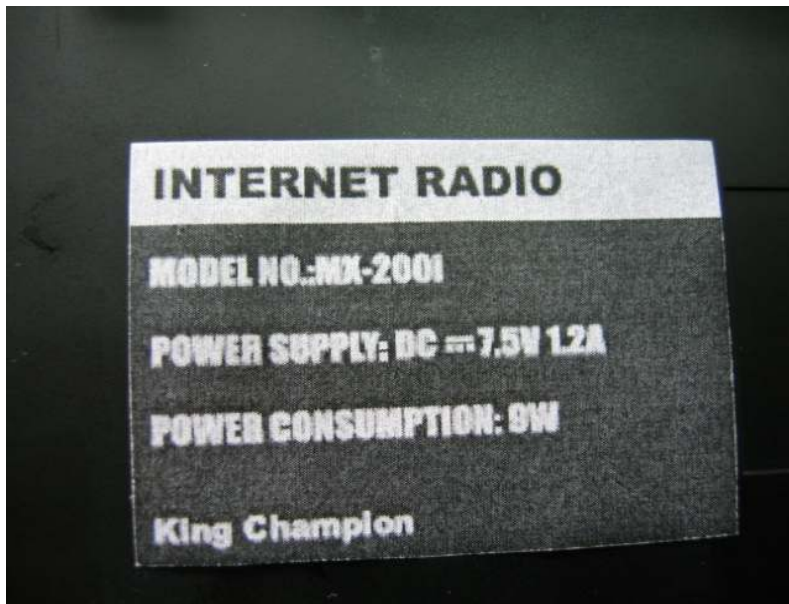 INTERNET RADIO
MODEL NO.:MX-200I
POWER SUPPLY: DC ⎓ 7.5V 1.2A
POWER CONSUMPTION: 9W
King Champion